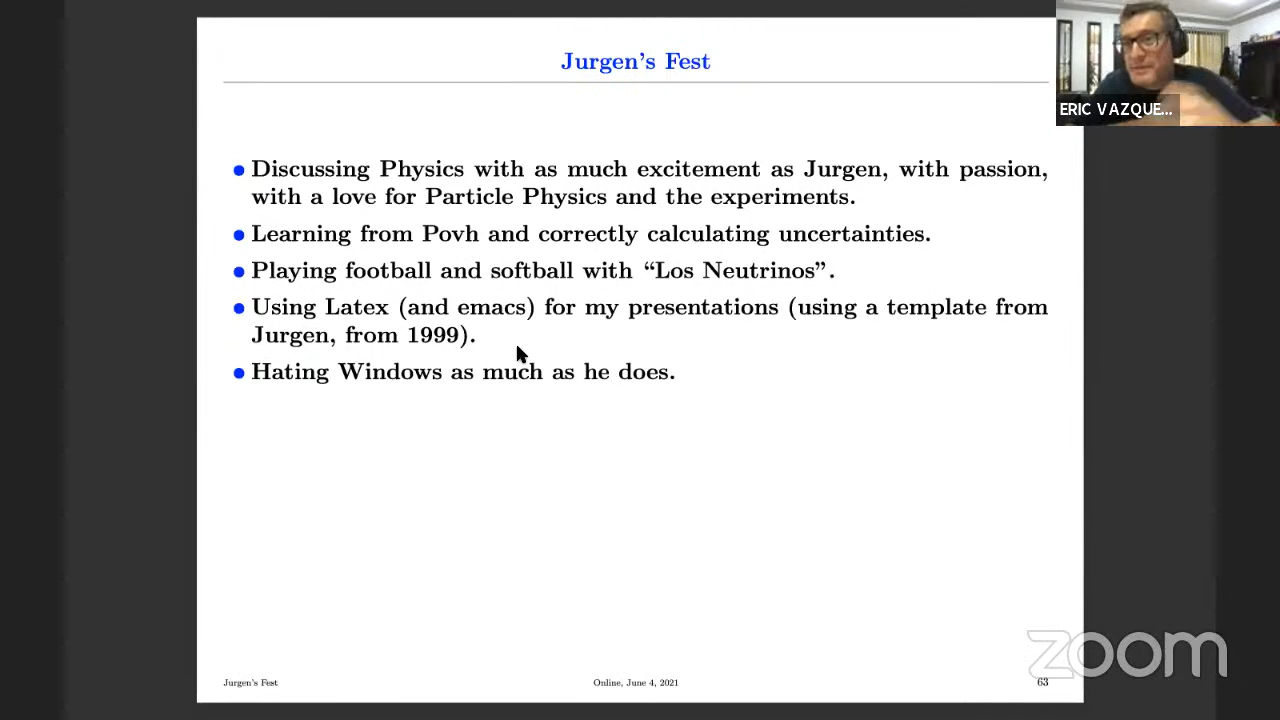 Jurgen's Fest
ERIC VAZQUE...
• Discussing Physics with as much excitement as Jurgen, with passion,
with a love for Particle Physics and the experiments.
• Learning from Povh and correctly calculating uncertainties.
• Playing football and softball with “Los Neutrinos”.
• Using Latex (and emacs) for my presentations (using a template from
Jurgen, from 1999).
• Hating Windows as much as he does.
zoom
Jurgen's Fest
Online, June 4, 2021
63